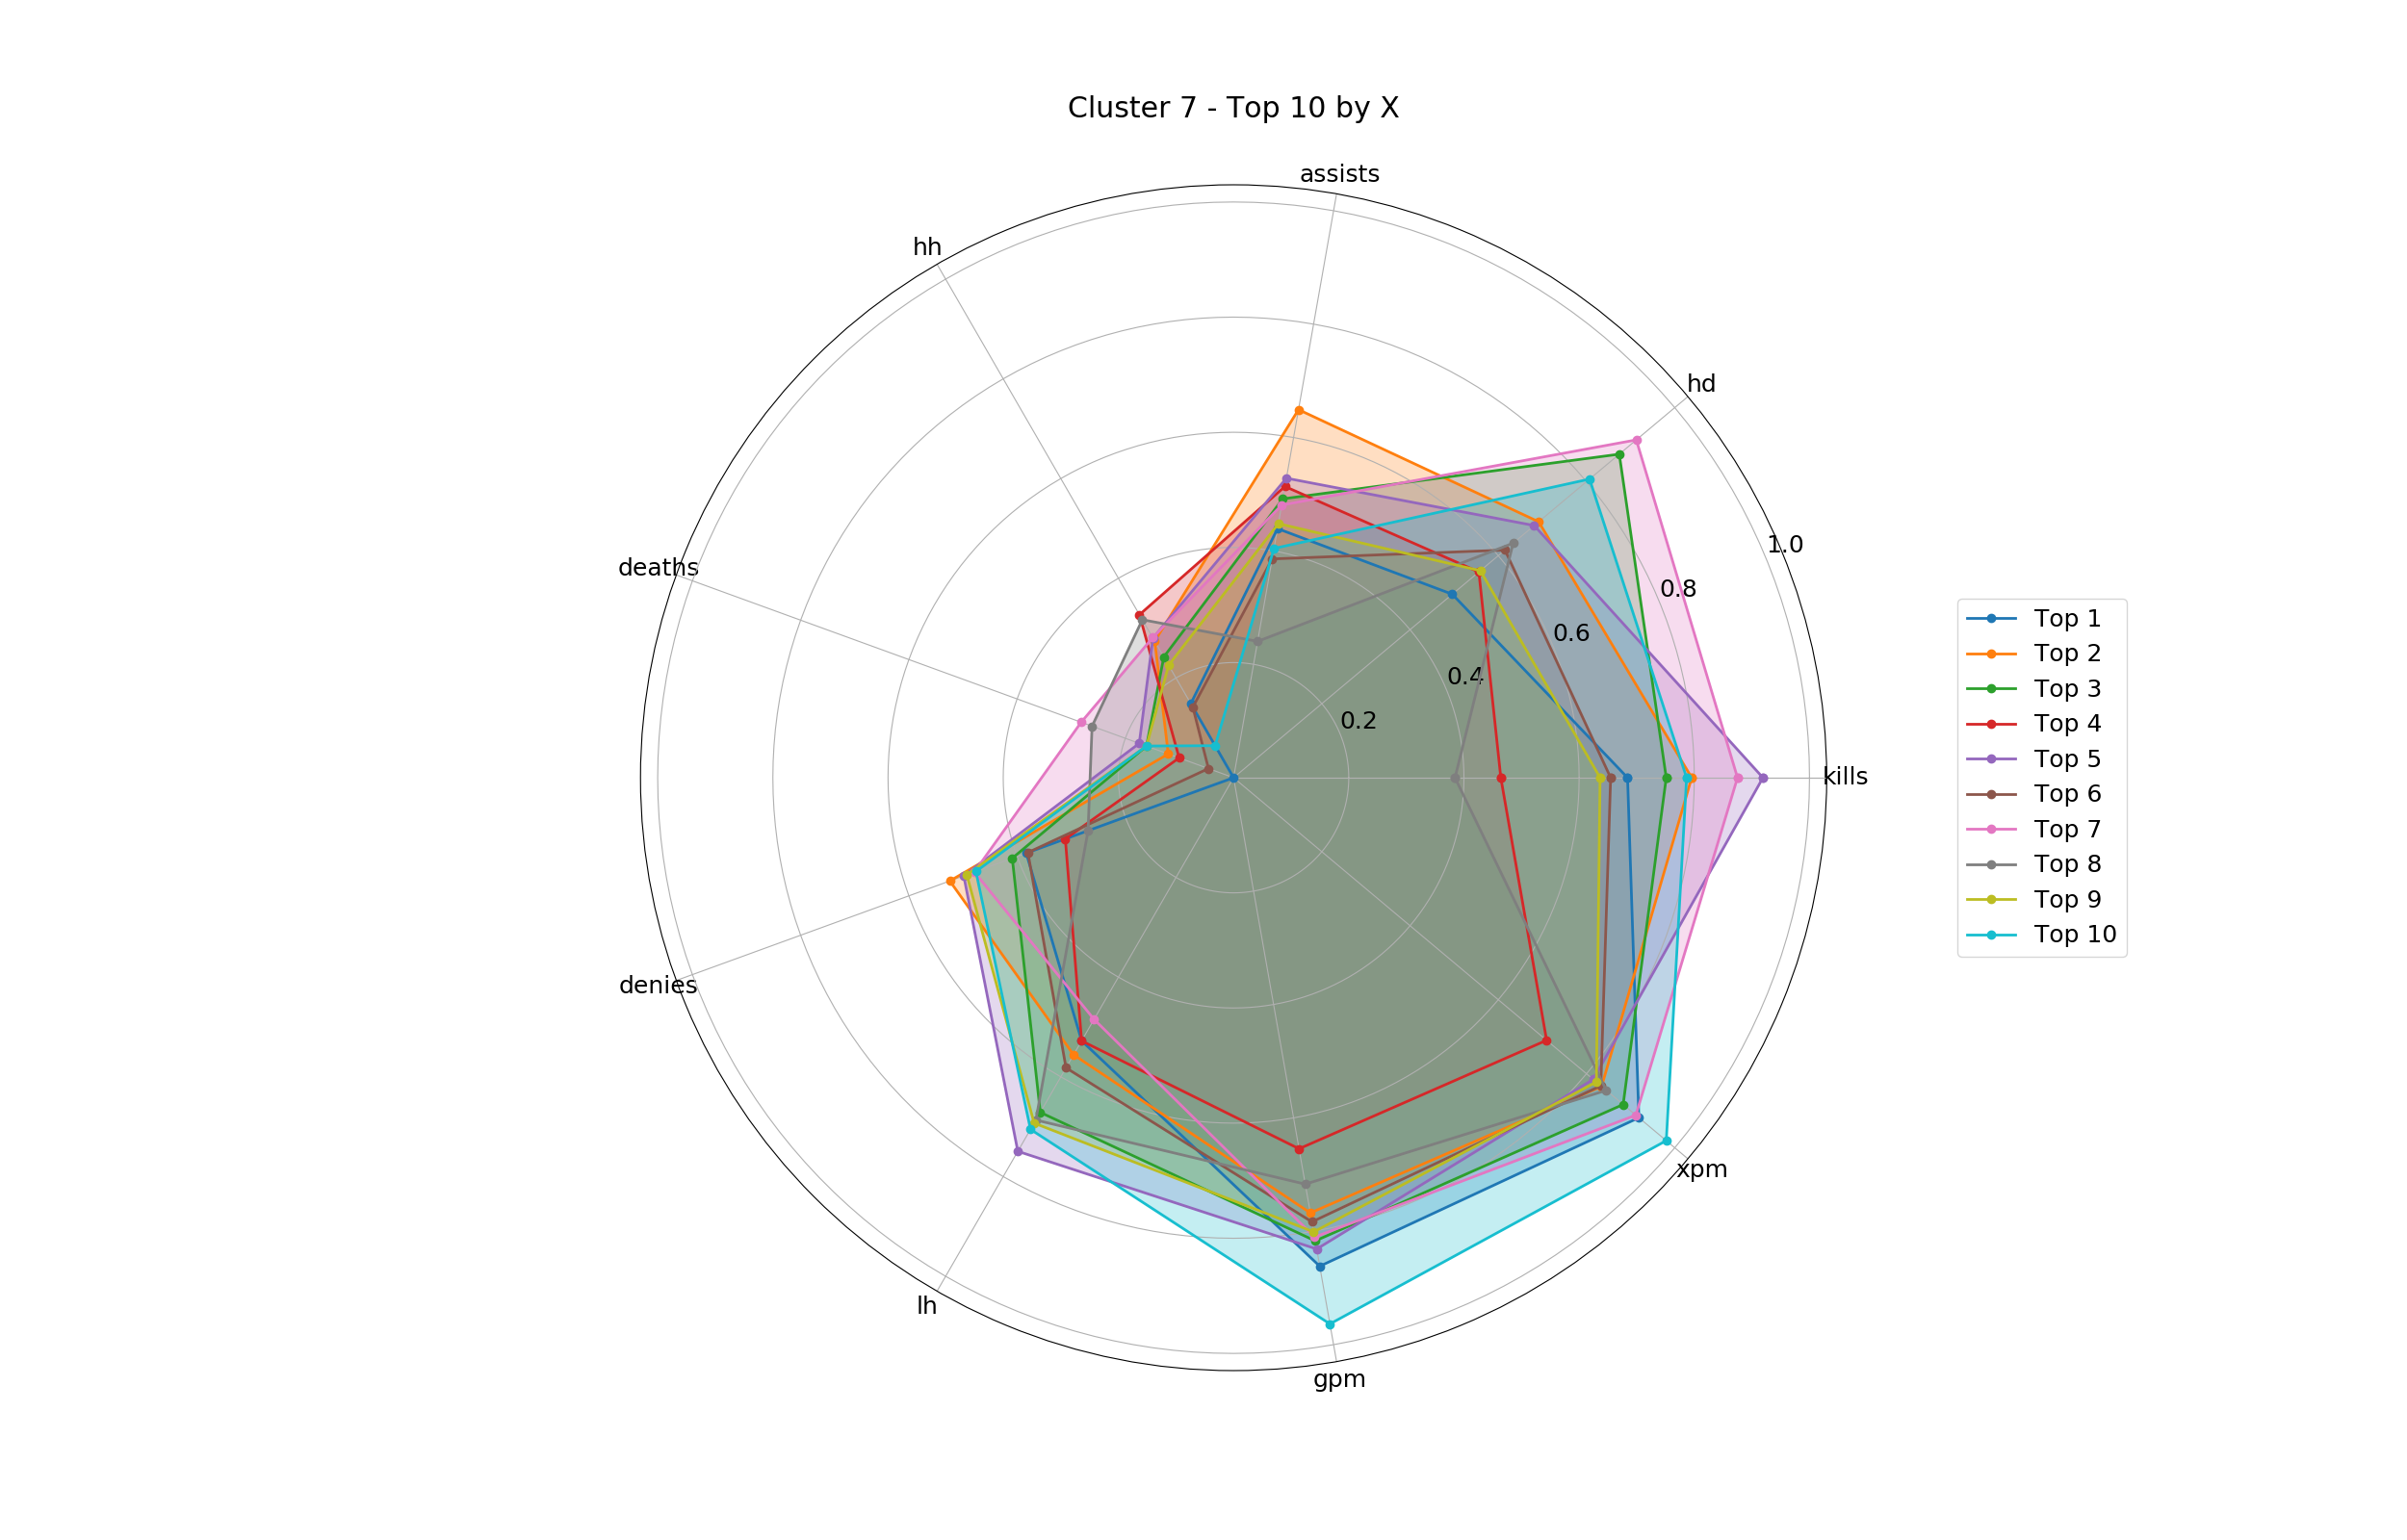 Cluster 7 - Top 10 by X
assists
hh
hd
deaths
1.0
0.8
0.6
0.4
0.2
kills
denies
xpm
lh
gpm
Top 1
Top 2
Top 3
Top 4
Top 5
Top 6
Top 7
Top 8
Top 9
Top 10